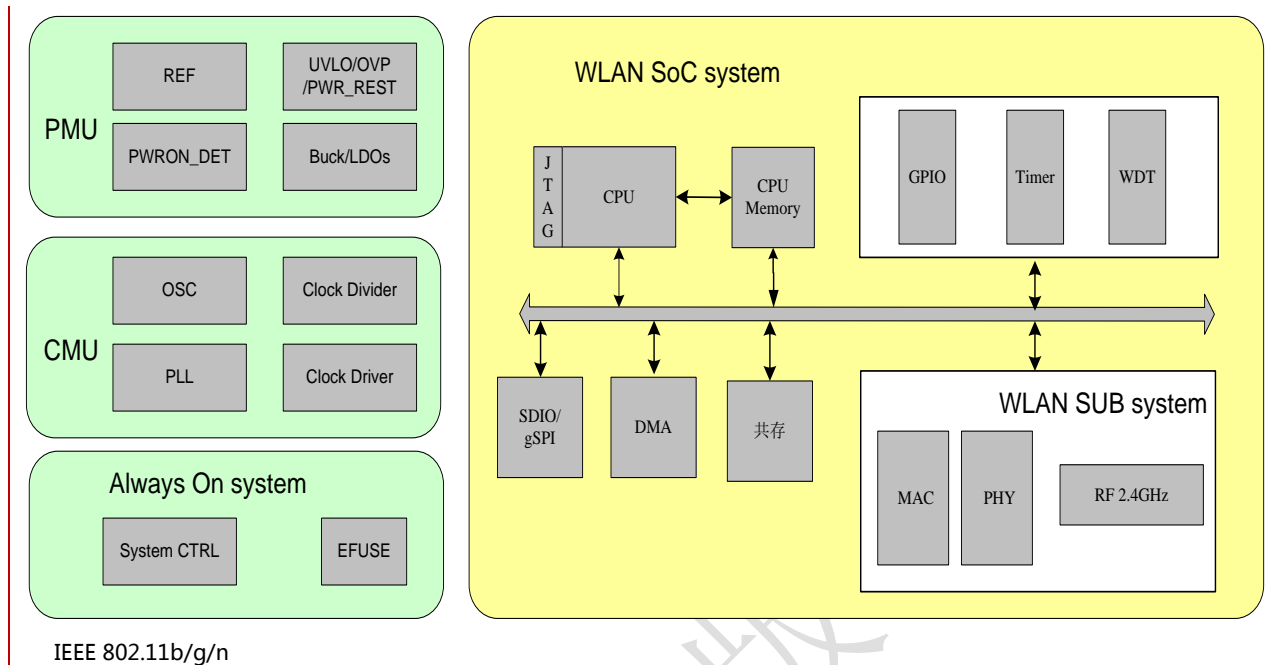 PMU
REF
UVLO/OVP
/PWR_REST
PWRON_DET
Buck/LDOs
CMU
OSC
Clock Divider
PLL
Clock Driver
Always On system
System CTRL
EFUSE
WLAN SoC system
J
T
A
G
CPU
CPU
Memory
GPIO
Timer
WDT
SDIO/
gSPI
DMA
共存
WLAN SUB system
MAC
PHY
RF 2.4GHz
IEEE 802.11b/g/n